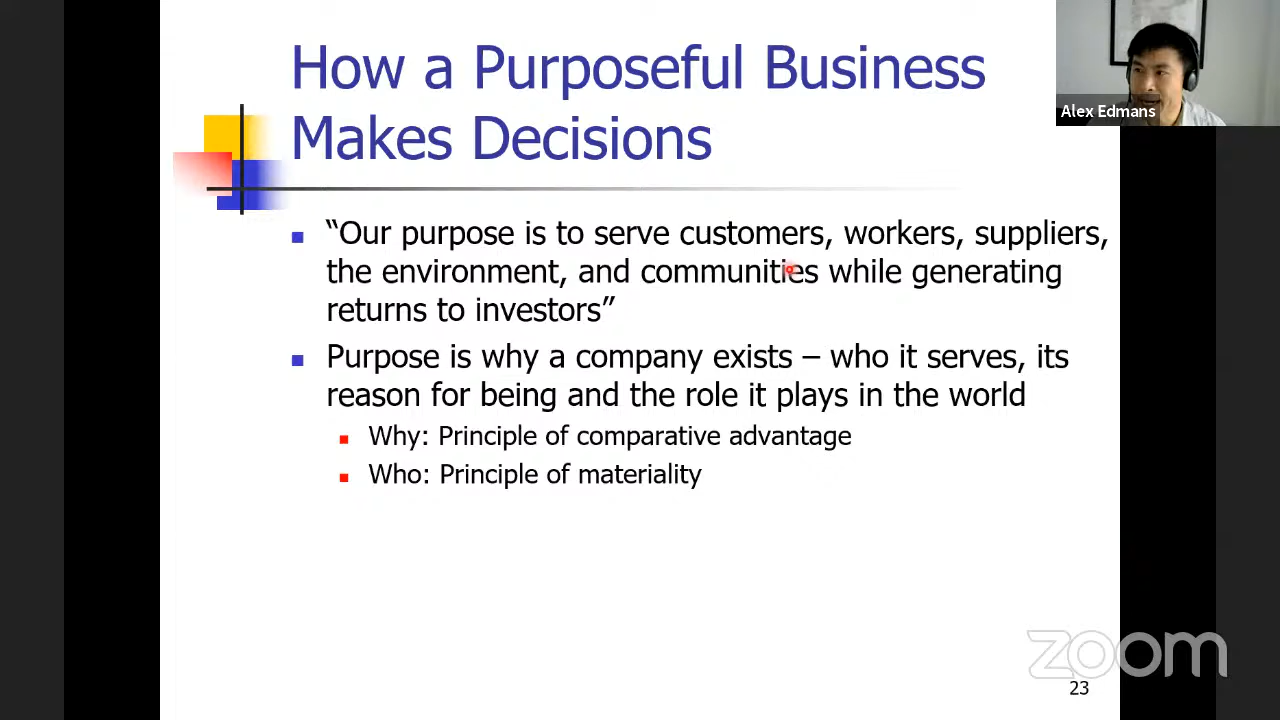 How a Purposeful Business
Makes Decisions
Alex Edmans
“Our purpose is to serve customers, workers, suppliers,
the environment, and communities while generating
returns to investors”
Purpose is why a company exists – who it serves, its
reason for being and the role it plays in the world
Why: Principle of comparative advantage
Who: Principle of materiality
zoom
23